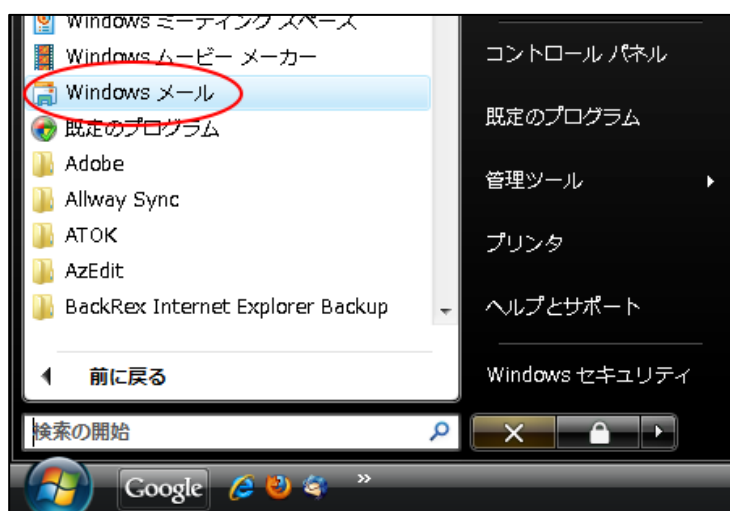 Windows ミーティング スペース
Windows ムービー メーカー
Windows メール
既定のプログラム
Adobe
Allway Sync
ATOK
AzEdit
BackRex Internet Explorer Backup
前に戻る
検索の開始
コントロール パネル
既定のプログラム
管理ツール
プリンタ
ヘルプとサポート
Windows セキュリティ
Google
»